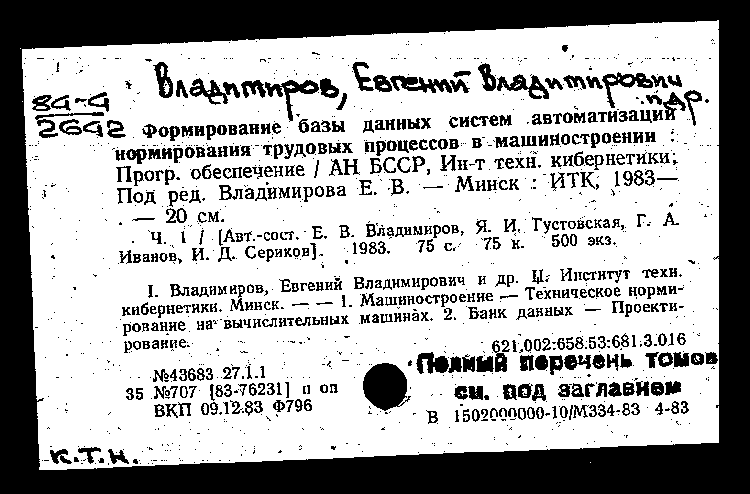 Владимиров, Евгений Владимирович
и др.
84-4
2642
Формирование базы данных систем автоматизации
нормирования трудовых процессов в машиностроении :
Прогр. обеспечение / АН БССР, Ин-т техн. кибернетики;
Под ред. Владимирова Е. В. — Минск : ИТК, 1983—
. — 20 см.
Ч. 1 / [Авт.-сост. Е. В. Владимиров, Я. И. Густовская, Г. А.
Иванов, И. Д. Сериков]. 1983. 75 с. 75 к. 500 экз.
I. Владимиров, Евгений Владимирович и др. II. Институт техн.
кибернетики. Минск. — — 1. Машиностроение — Техническое норми-
рование на вычислительных машинах. 2. Банк данных — Проекти-
рование.
621.002:658.53:681.3.016
№43683 27.1.1
35 №707 [83-76231] п оп
ВКП 09.12.83 Ф796
Полный перечень томов
см. под заглавием
В 1502000000-10/М334-83 4-83
К.Т.Н.